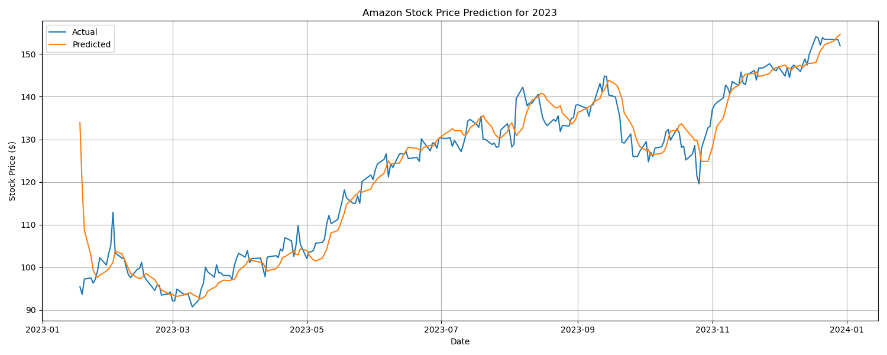 Amazon Stock Price Prediction for 2023
Actual
Predicted
Stock Price ($)
150
140
130
120
110
100
90
2023-01
2023-03
2023-05
2023-07
2023-09
2023-11
2024-01
Date